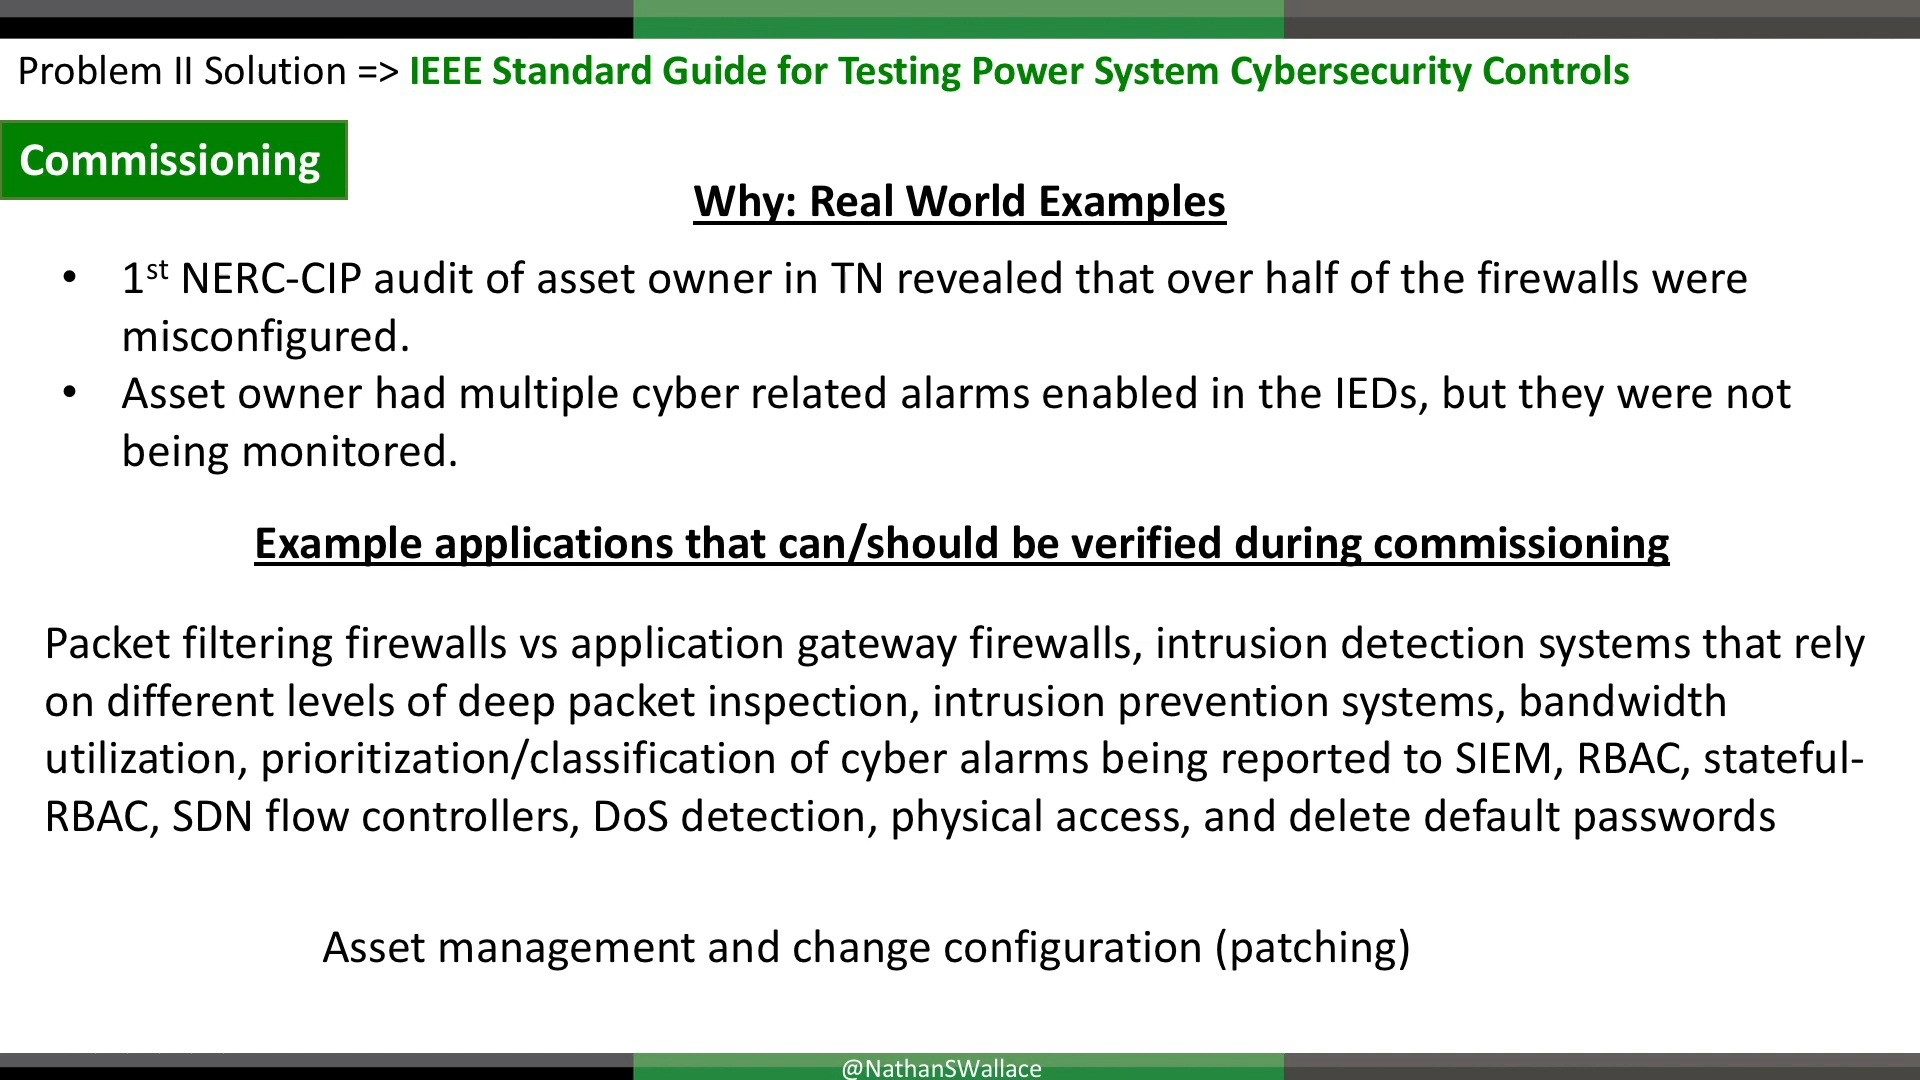 Problem II Solution => IEEE Standard Guide for Testing Power System Cybersecurity Controls
Commissioning
Why: Real World Examples
• 1st NERC-CIP audit of asset owner in TN revealed that over half of the firewalls were
misconfigured.
• Asset owner had multiple cyber related alarms enabled in the IEDs, but they were not
being monitored.
Example applications that can/should be verified during commissioning
Packet filtering firewalls vs application gateway firewalls, intrusion detection systems that rely
on different levels of deep packet inspection, intrusion prevention systems, bandwidth
utilization, prioritization/classification of cyber alarms being reported to SIEM, RBAC, stateful-
RBAC, SDN flow controllers, DoS detection, physical access, and delete default passwords
Asset management and change configuration (patching)
@NathanSWallace